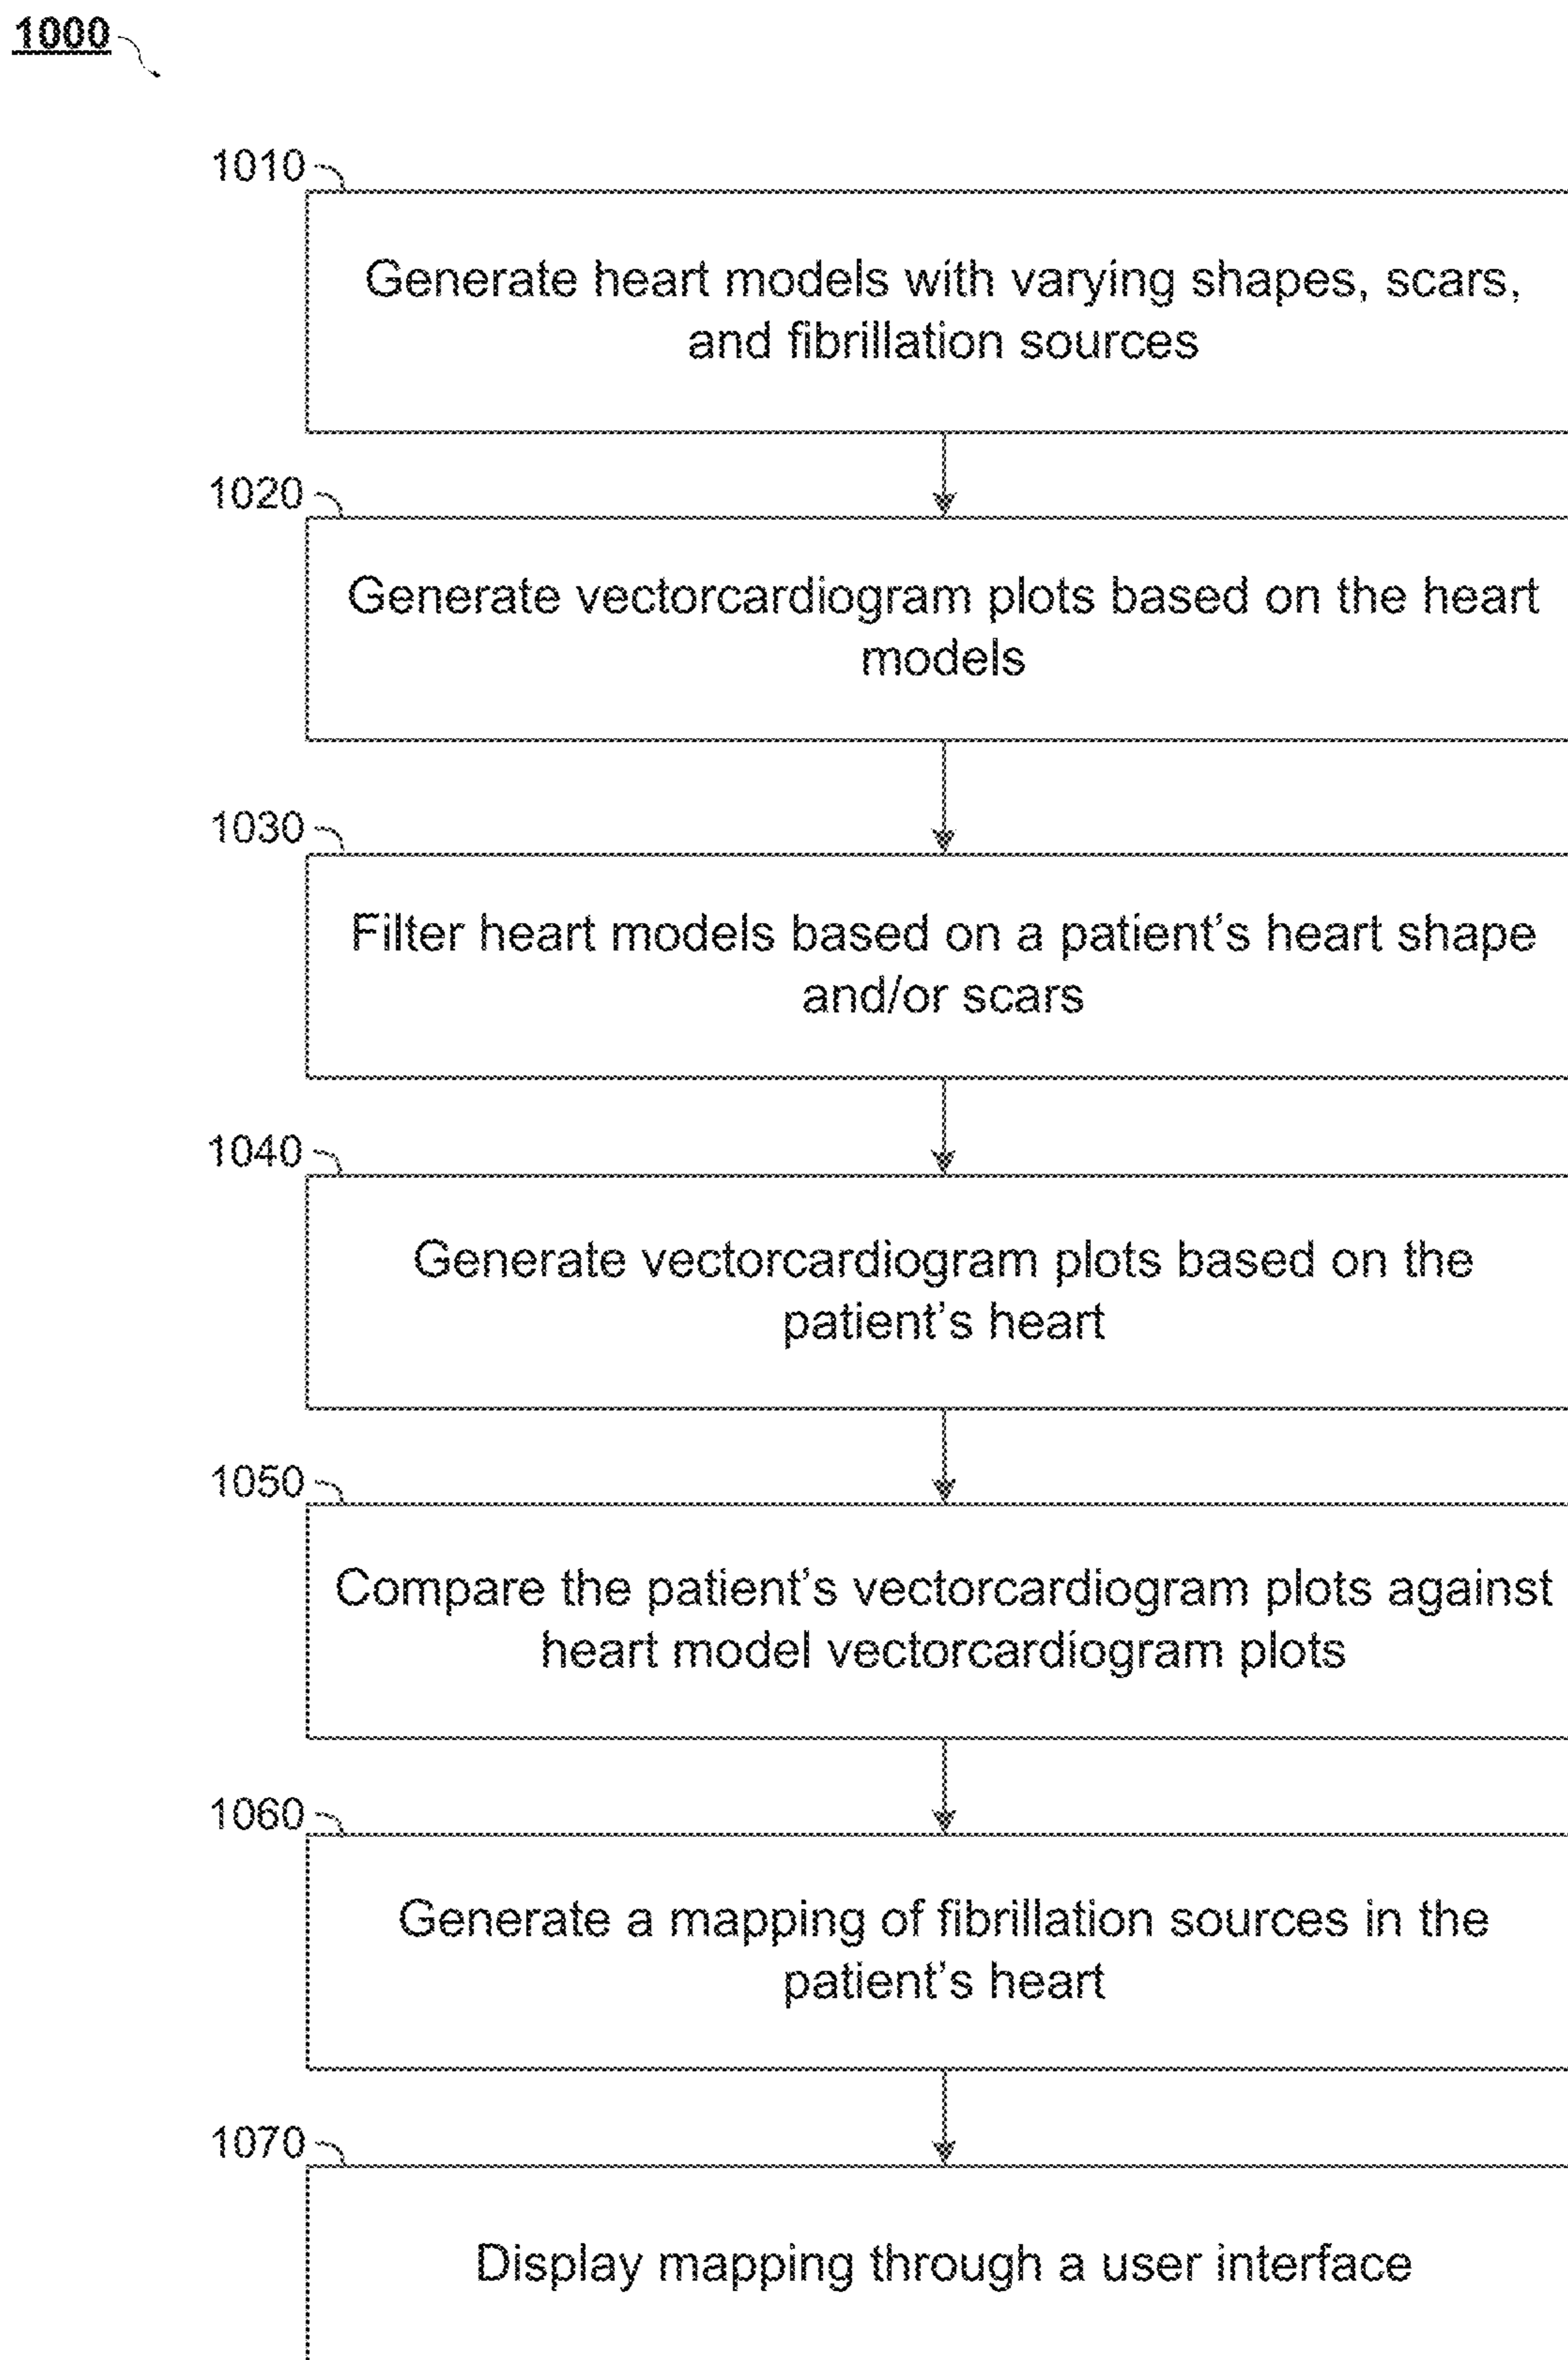 1000
1010
Generate heart models with varying shapes, scars,
and fibrillation sources
1020
Generate vectorcardiogram plots based on the heart
models
1030
Filter heart models based on a patient's heart shape
and/or scars
1040
Generate vectorcardiogram plots based on the
patient's heart
1050
Compare the patient's vectorcardiogram plots against
heart model vectorcardiogram plots
1060
Generate a mapping of fibrillation sources in the
patient's heart
1070
Display mapping through a user interface